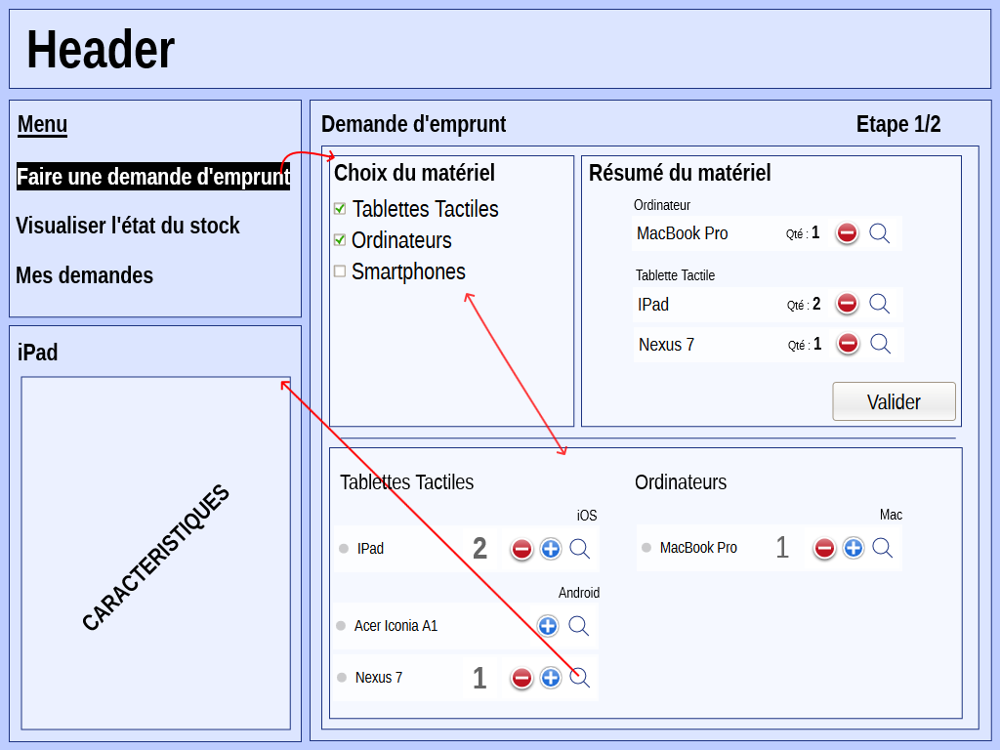 Header
Menu
Faire une demande d'emprunt
Visualiser l'état du stock
Mes demandes
iPad
CARACTERISTIQUES
Demande d'emprunt
Etape 1/2
Choix du matériel
Tablettes Tactiles
Ordinateurs
Smartphones
Résumé du matériel
Ordinateur
MacBook Pro Qté : 1
Tablette Tactile
IPad Qté : 2
Nexus 7 Qté : 1
Valider
Tablettes Tactiles
iOS
IPad 2
Android
Acer Iconia A1
Nexus 7 1
Ordinateurs
Mac
MacBook Pro 1